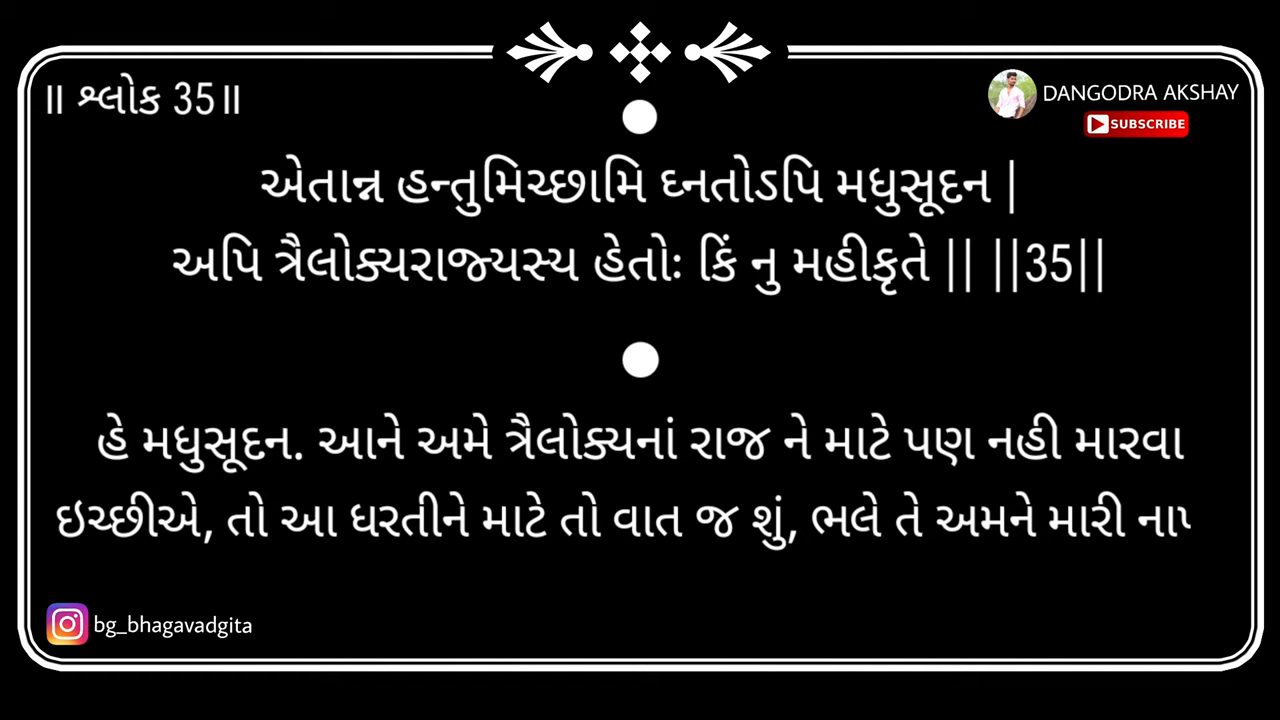 ॥ શ્લોક 35॥
DANGODRA AKSHAY
SUBSCRIBE
એતાન્ન હન્તુમિચ્છામિ ઘ્નતોઽપિ મધુસૂદન |
અપિ ત્રૈલોક્યરાજ્યસ્ય હેતોઃ કિં નુ મહીકૃતે || ||35||
હે મધુસૂદન. આને અમે ત્રૈલોક્યનાં રાજ ને માટે પણ નહી મારવા
ઇચ્છીએ, તો આ ધરતીને માટે તો વાત જ શું, ભલે તે અમને મારી
bg_bhagavadgita